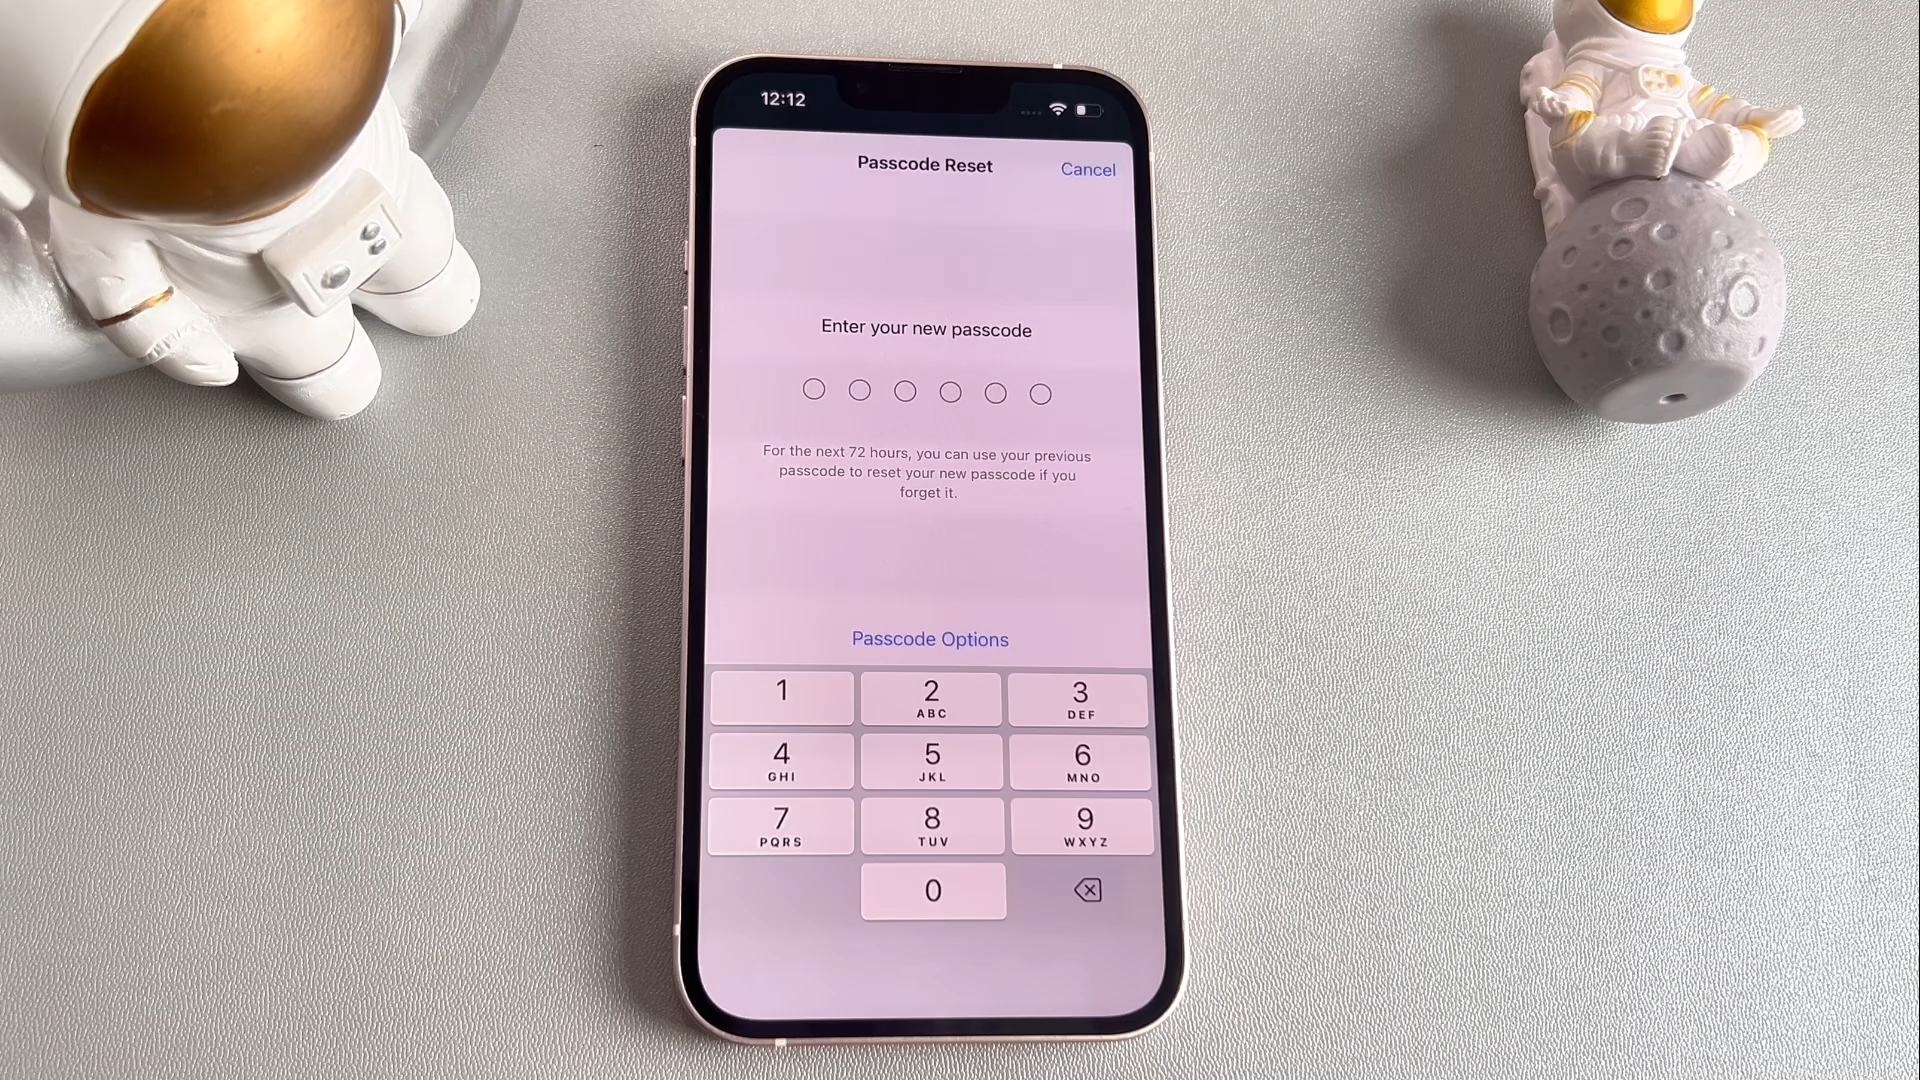 12:12
Passcode Reset
Cancel
Enter your new passcode
For the next 72 hours, you can use your previous
passcode to reset your new passcode if you
forget it.
Passcode Options
1
2
3
ABC
DEF
4
5
6
GHI
JKL
MNO
7
8
9
PQRS
TUV
WXYZ
0